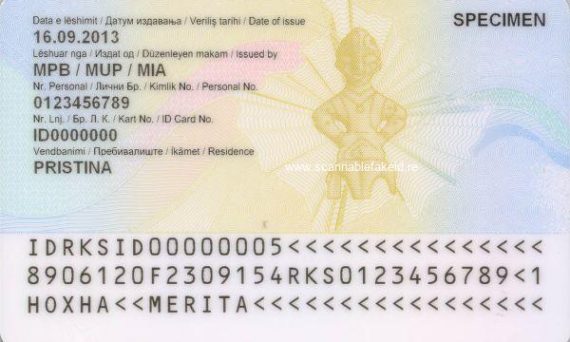 SPECIMEN
Data e lëshimit / Датум издавања / Veriliş tarihi / Date of issue
16.09.2013
Lëshuar nga / Издат од / Düzenleyen makam / Issued by
MPB / MUP / MIA
Nr. Personal / Лични Бр. / Kimlik No. / Personal No.
0123456789
Nr. Lnj. / Бр. Л. К. / Kart No. / ID Card No.
ID0000000
Vendbanimi / Пребивалиште / İkâmet / Residence
PRISTINA
www.scannablefakeid.re
IDRKSID00000005<<<<<<<<<<<<<<<
8906120F2309154RKS0123456789<1
HOXHA<<MERITA<<<<<<<<<<<<<<<<<